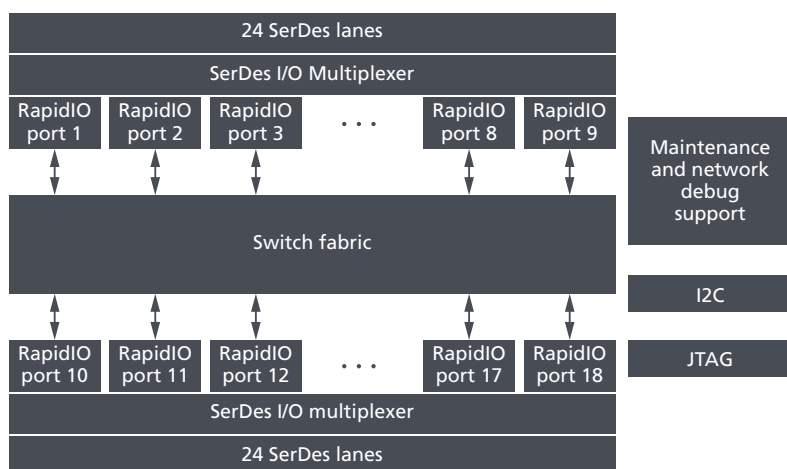 24 SerDes lanes
SerDes I/O Multiplexer
RapidIO
port 1
RapidIO
port 2
RapidIO
port 3
. . .
RapidIO
port 8
RapidIO
port 9
Maintenance
and network
debug
support
Switch fabric
I2C
RapidIO
port 10
RapidIO
port 11
RapidIO
port 12
. . .
RapidIO
port 17
RapidIO
port 18
JTAG
SerDes I/O multiplexer
24 SerDes lanes